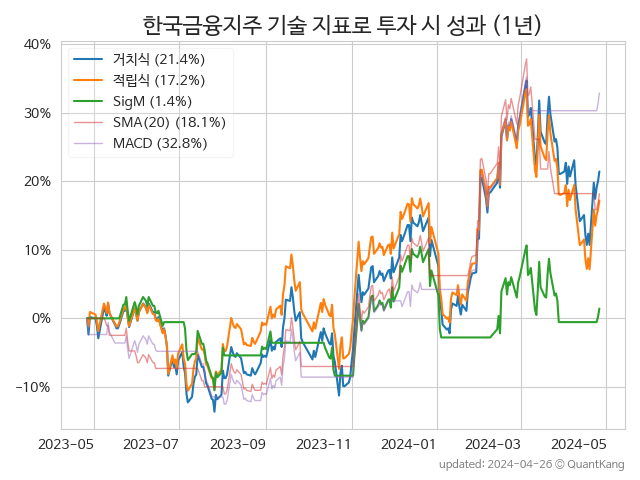 한국금융지주 기술 지표로 투자 시 성과 (1년)
거치식 (21.4%)
적립식 (17.2%)
SigM (1.4%)
SMA(20) (18.1%)
MACD (32.8%)
40%
30%
20%
10%
0%
−10%
2023-05 2023-07 2023-09 2023-11 2024-01 2024-03 2024-05
updated: 2024-04-26 © QuantKang